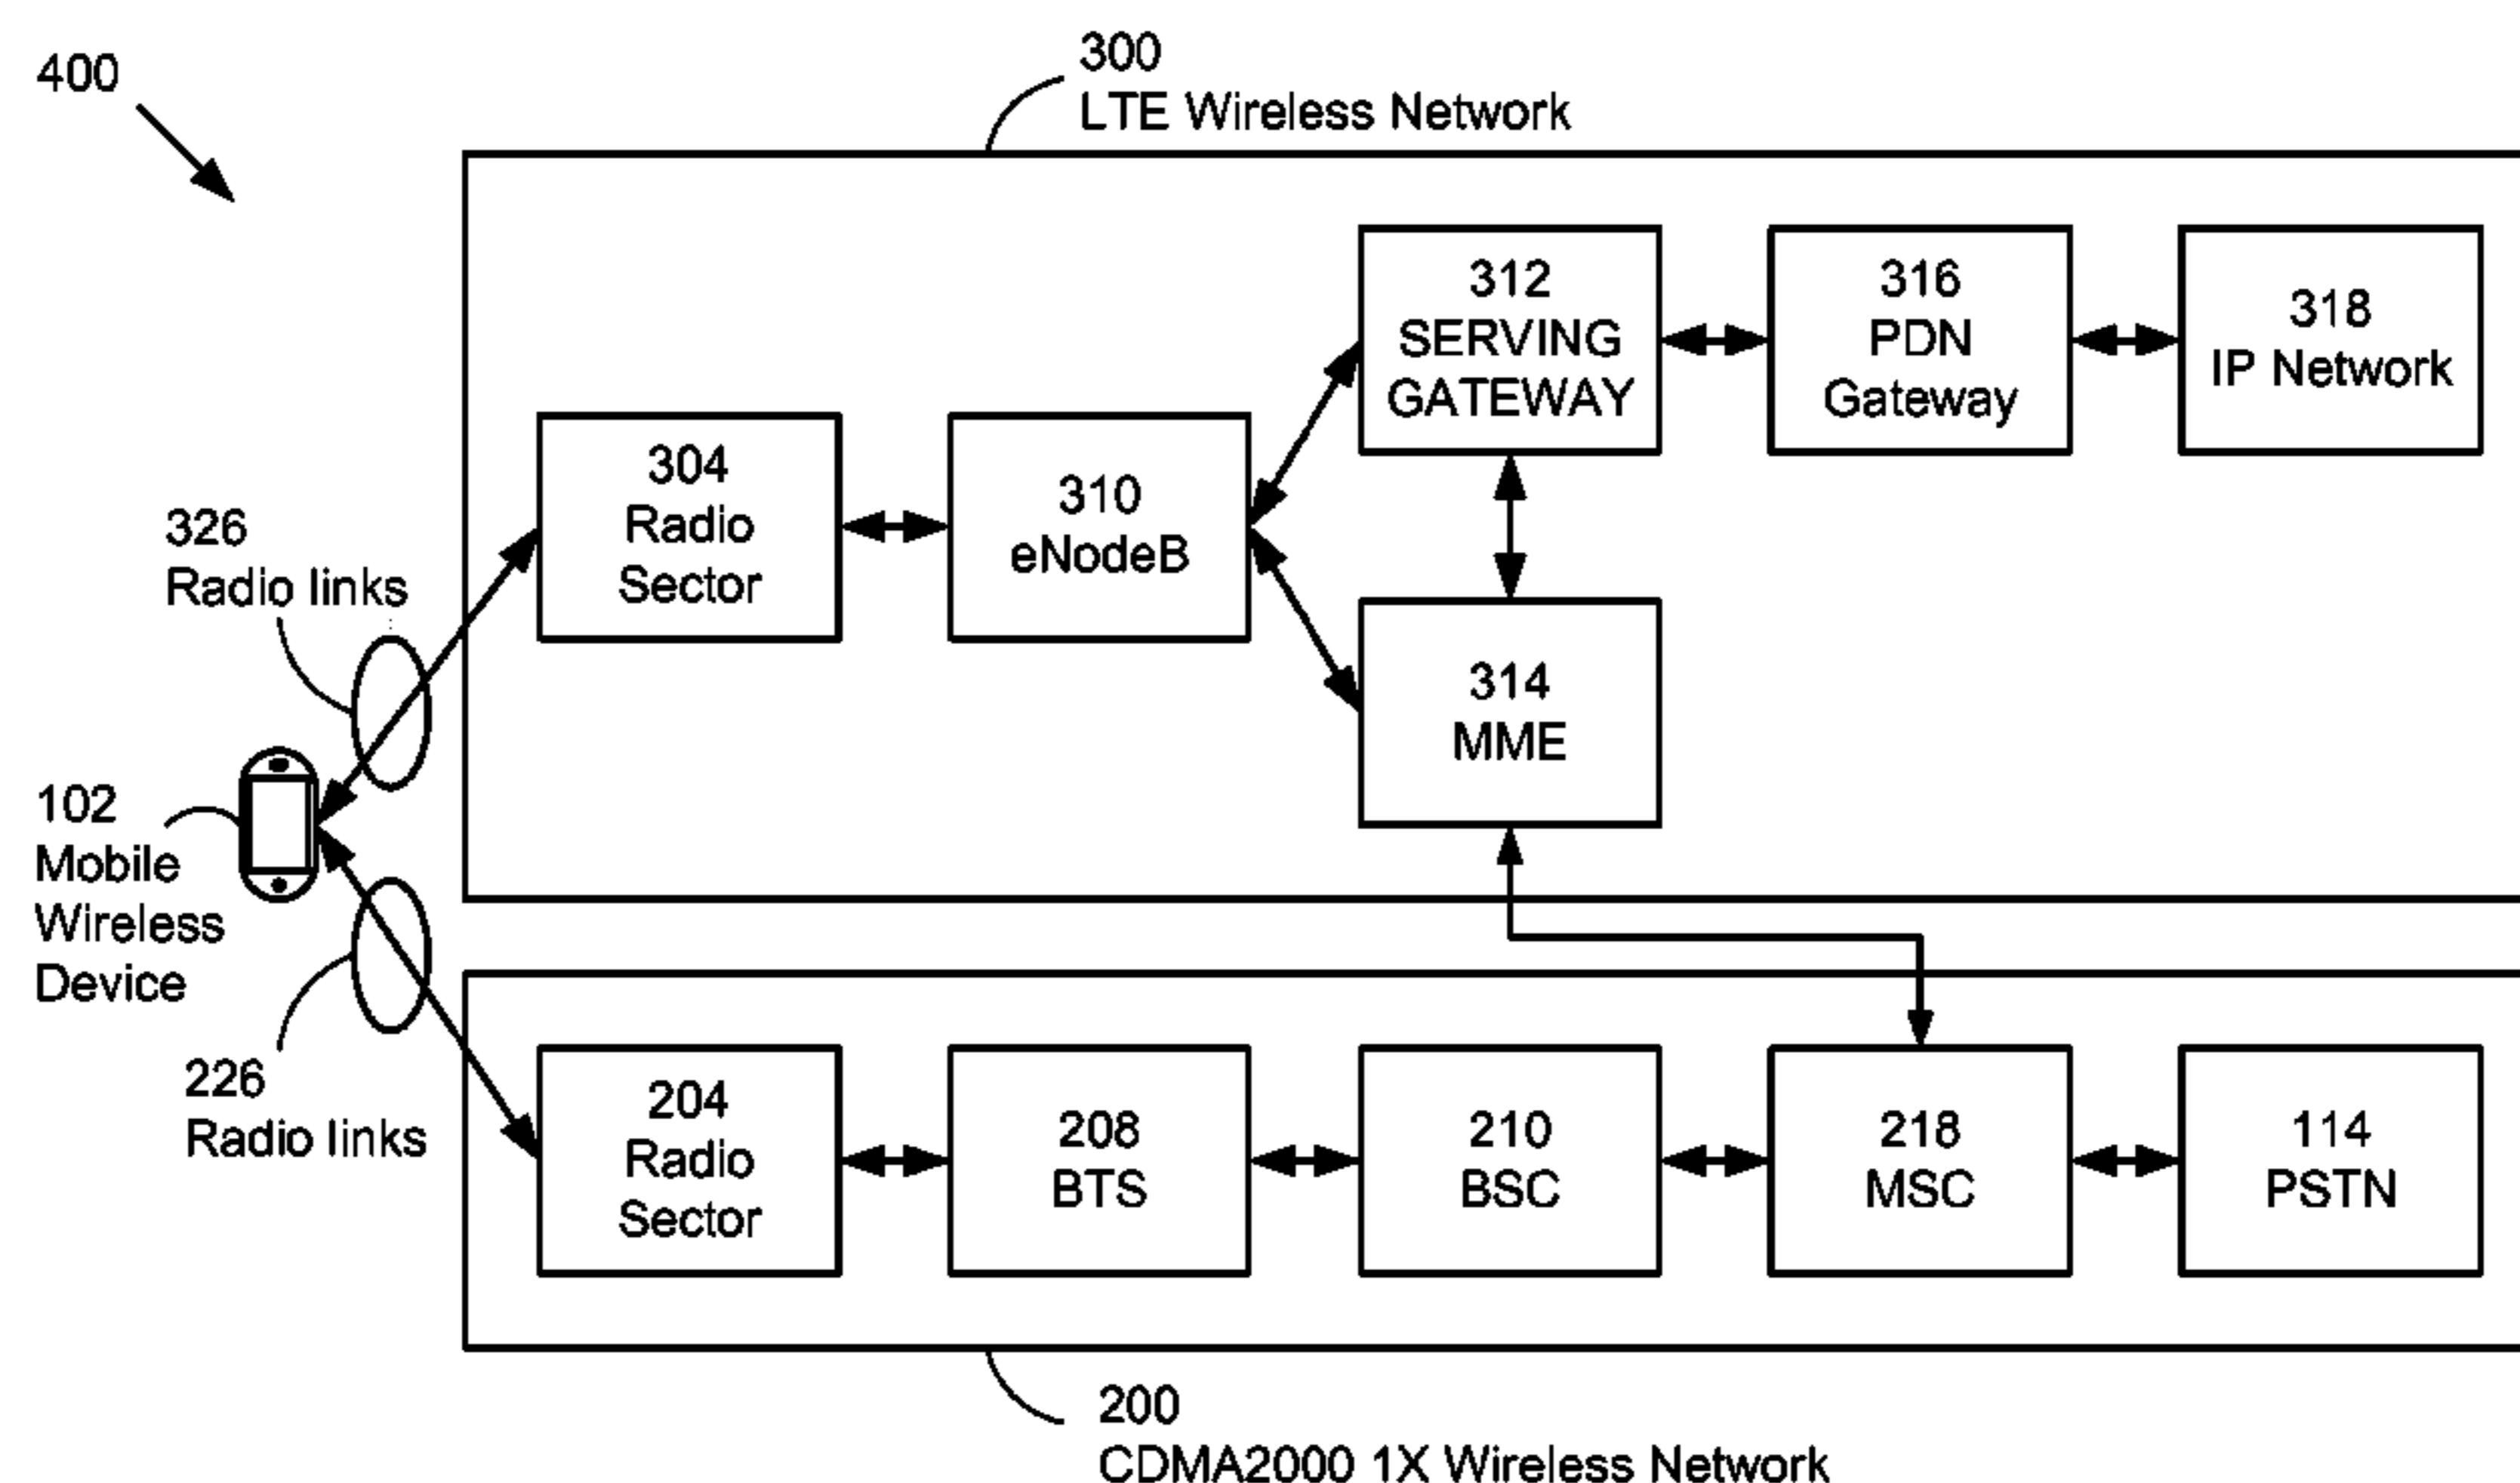 400
300
LTE Wireless Network
312
SERVING
GATEWAY
316
PDN
Gateway
318
IP Network
304
Radio
Sector
310
eNodeB
326
Radio links
314
MME
102
Mobile
Wireless
Device
226
Radio links
204
Radio
Sector
208
BTS
210
BSC
218
MSC
114
PSTN
200
CDMA2000 1X Wireless Network